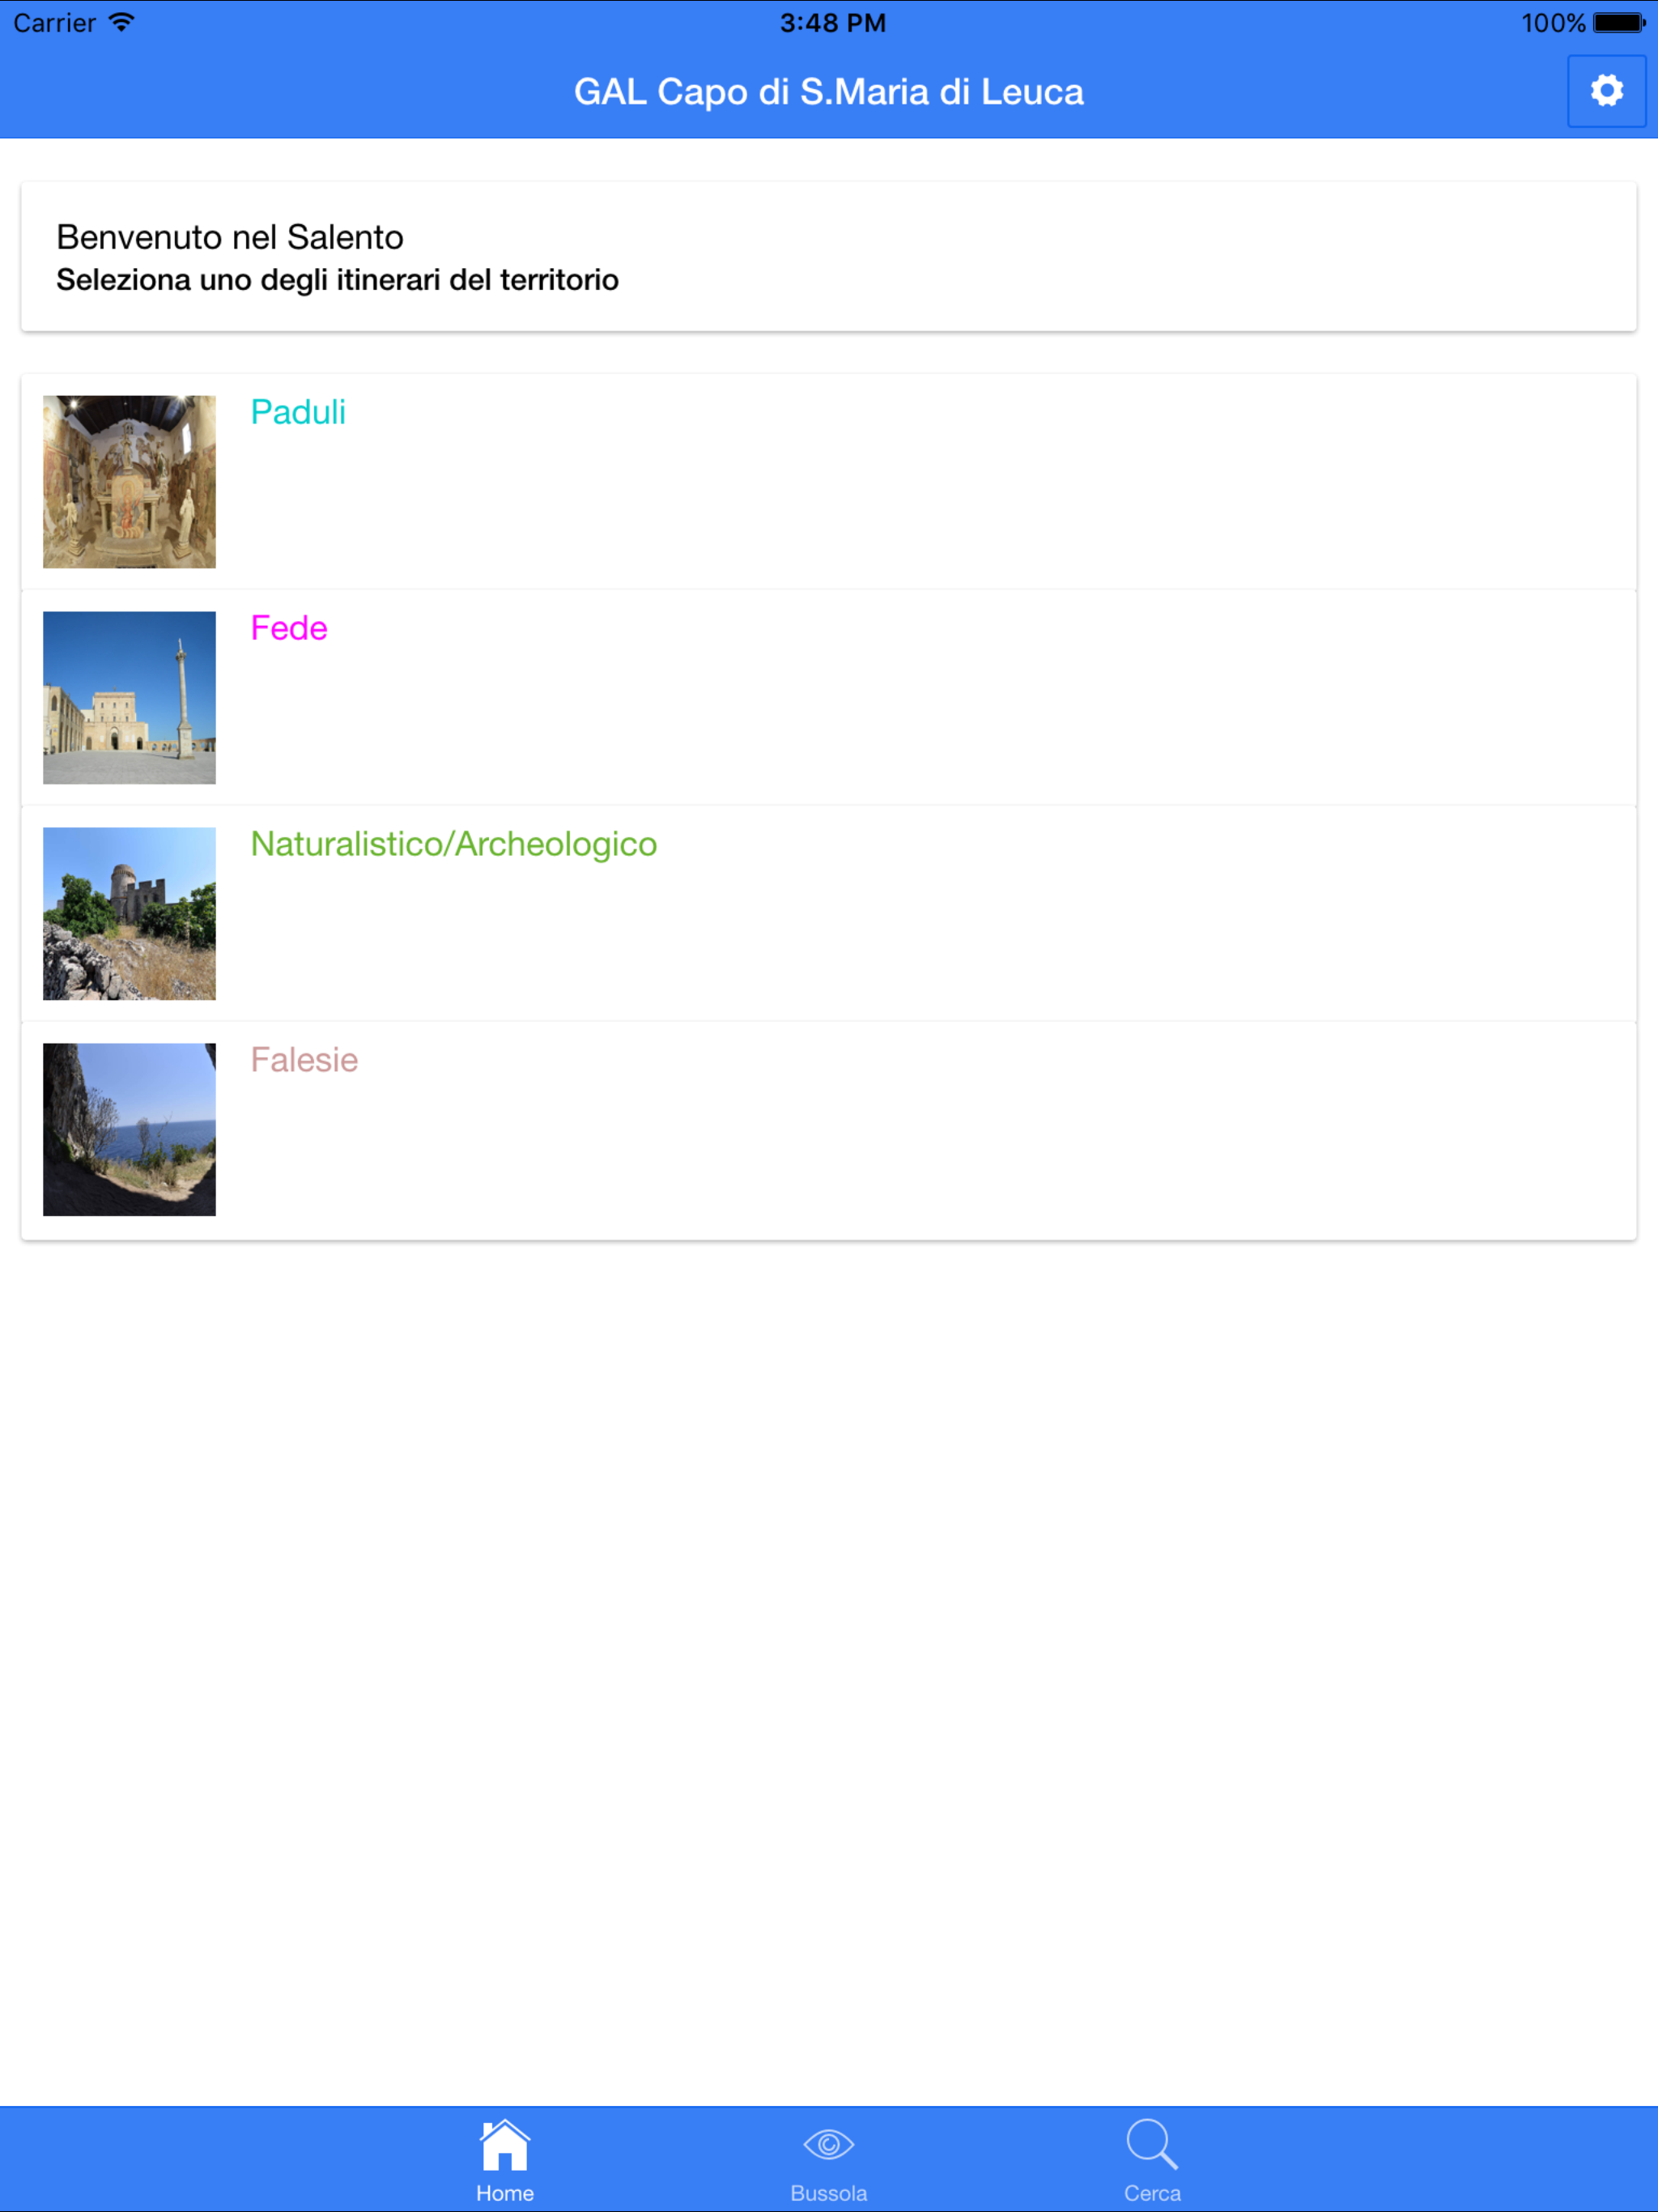 Carrier 3:48 PM 100%
GAL Capo di S.Maria di Leuca
Benvenuto nel Salento
Seleziona uno degli itinerari del territorio
Paduli
Fede
Naturalistico/Archeologico
Falesie
Home Bussola Cerca